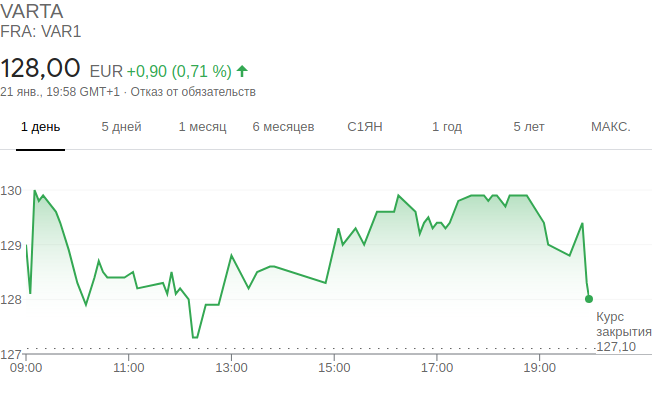 VARTA
FRA: VAR1
128,00 EUR +0,90 (0,71 %)
21 янв., 19:58 GMT+1 · Отказ от обязательств
1 день 5 дней 1 месяц 6 месяцев С1ЯН 1 год 5 лет МАКС.
130
129
128
Курс
закрытия
127,10
127
09:00 11:00 13:00 15:00 17:00 19:00